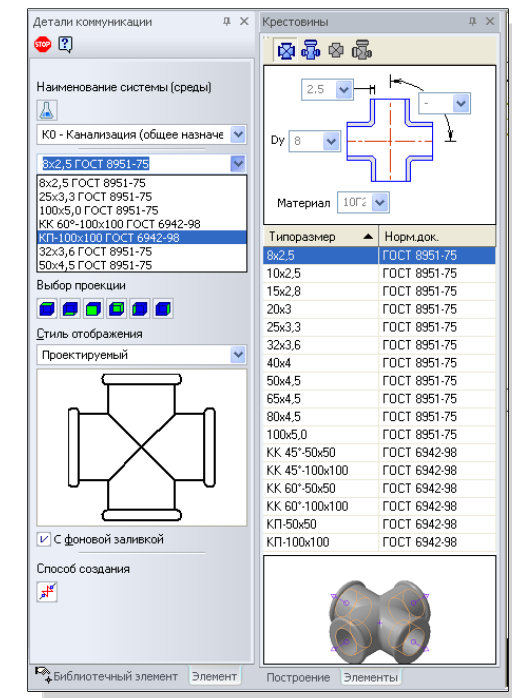 Детали коммуникации
STOP
Наименование системы (среды)
К0 - Канализация (общее назначе
8x2,5 ГОСТ 8951-75
8x2,5 ГОСТ 8951-75
25x3,3 ГОСТ 8951-75
100x5,0 ГОСТ 8951-75
КК 60°-100x100 ГОСТ 6942-98
КП-100x100 ГОСТ 6942-98
32x3,6 ГОСТ 8951-75
50x4,5 ГОСТ 8951-75
Выбор проекции
Стиль отображения
Проектируемый
С фоновой заливкой
Способ создания
Библиотечный элемент Элемент
Крестовины
2.5
-
Dy 8
Материал 10Г2
Типоразмер Норм.док.
8x2,5 ГОСТ 8951-75
10x2,5 ГОСТ 8951-75
15x2,8 ГОСТ 8951-75
20x3 ГОСТ 8951-75
25x3,3 ГОСТ 8951-75
32x3,6 ГОСТ 8951-75
40x4 ГОСТ 8951-75
50x4,5 ГОСТ 8951-75
65x4,5 ГОСТ 8951-75
80x4,5 ГОСТ 8951-75
100x5,0 ГОСТ 8951-75
КК 45°-50x50 ГОСТ 6942-98
КК 45°-100x100 ГОСТ 6942-98
КК 60°-50x50 ГОСТ 6942-98
КК 60°-100x100 ГОСТ 6942-98
КП-50x50 ГОСТ 6942-98
КП-100x100 ГОСТ 6942-98
Построение Элементы